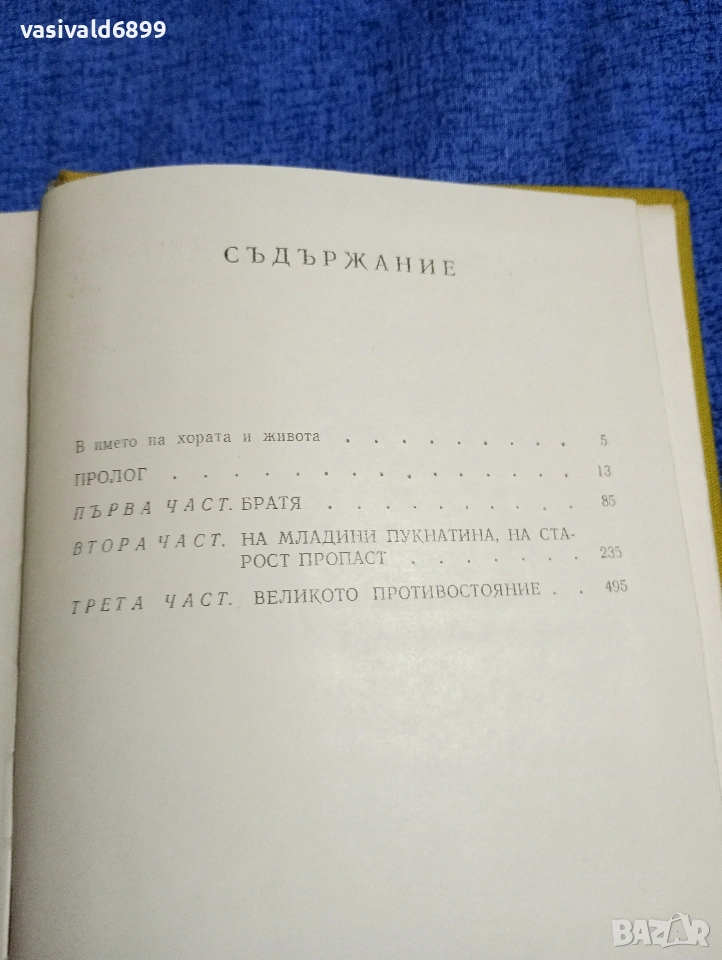 vasivald6899
СЪДЪРЖАНИЕ
В името на хората и живота . . . . . . . . . 5
ПРОЛОГ . . . . . . . . . . . . . . . 13
ПЪРВА ЧАСТ. БРАТЯ . . . . . . . . . . 85
ВТОРА ЧАСТ. НА МЛАДИНИ ПУКНАТИНА, НА СТА-
РОСТ ПРОПАСТ . . . . . . . 235
ТРЕТА ЧАСТ. ВЕЛИКОТО ПРОТИВОСТОЯНИЕ . . 495
BAZAR